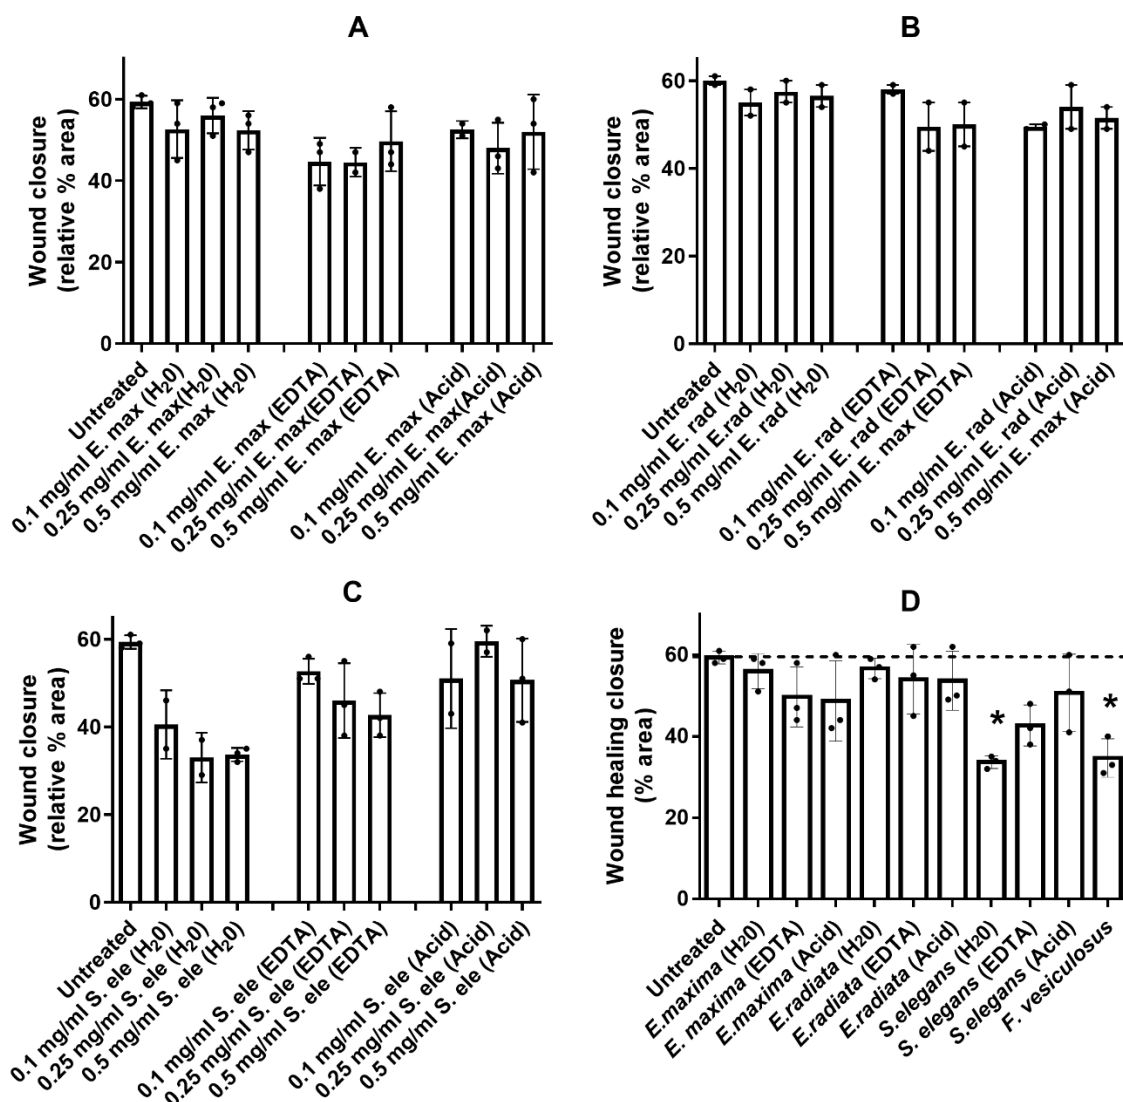 A
Wound closure
(relative % area)
60
40
20
0
Untreated
0.1 mg/ml E. max (H₂0)
0.25 mg/ml E. max(H₂0)
0.5 mg/ml E. max (H₂0)
0.1 mg/ml E. max (EDTA)
0.25 mg/ml E. max(EDTA)
0.5 mg/ml E. max (EDTA)
0.1 mg/ml E. max (Acid)
0.25 mg/ml E. max(Acid)
0.5 mg/ml E. max (Acid)
B
Wound closure
(relative % area)
60
40
20
0
Untreated
0.1 mg/ml E. rad (H₂0)
0.25 mg/ml E.rad (H₂0)
0.5 mg/ml E. rad (H₂0)
0.1 mg/ml E. rad (EDTA)
0.25 mg/ml E. rad (EDTA)
0.5 mg/ml E. max (EDTA)
0.1 mg/ml E. rad (Acid)
0.25 mg/ml E. rad (Acid)
0.5 mg/ml E. max (Acid)
C
Wound closure
(relative % area)
60
40
20
0
Untreated
0.1 mg/ml S. ele (H₂0)
0.25 mg/ml S. ele (H₂0)
0.5 mg/ml S. ele (H₂0)
0.1 mg/ml S. ele (EDTA)
0.25 mg/ml S. ele (EDTA)
0.5 mg/ml S. ele (EDTA)
0.1 mg/ml S. ele (Acid)
0.25 mg/ml S. ele (Acid)
0.5 mg/ml S. ele (Acid)
D
Wound healing closure
(% area)
60
40
20
0
* *
Untreated
E.maxima (H₂0)
E. maxima (EDTA)
E.maxima (Acid)
E.radiata (H₂0)
E.radiata (EDTA)
E.radiata (Acid)
S.elegans (H₂0)
S. elegans (EDTA)
S.elegans (Acid)
F. vesiculosus